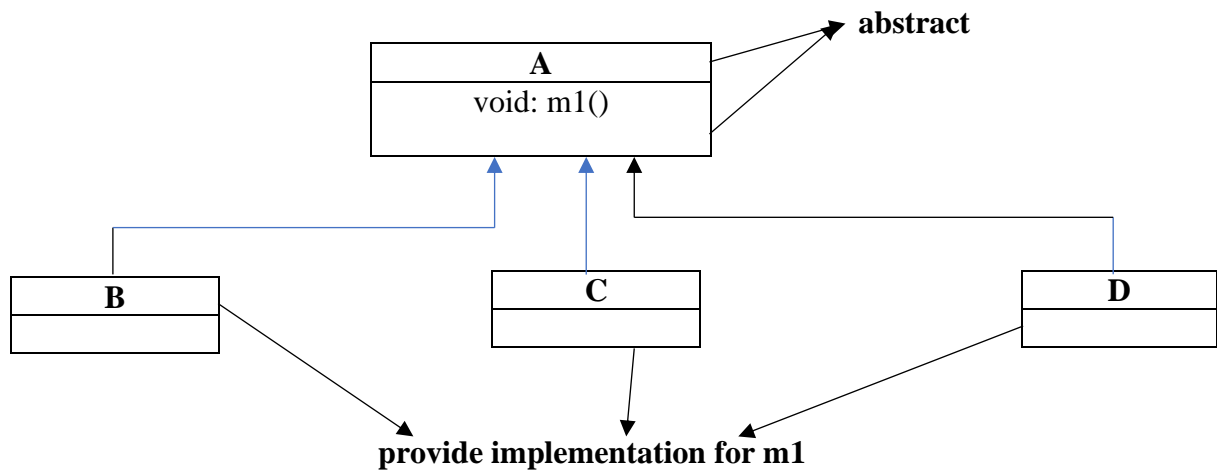 abstract
A
void: m1()
B
C
D
provide implementation for m1